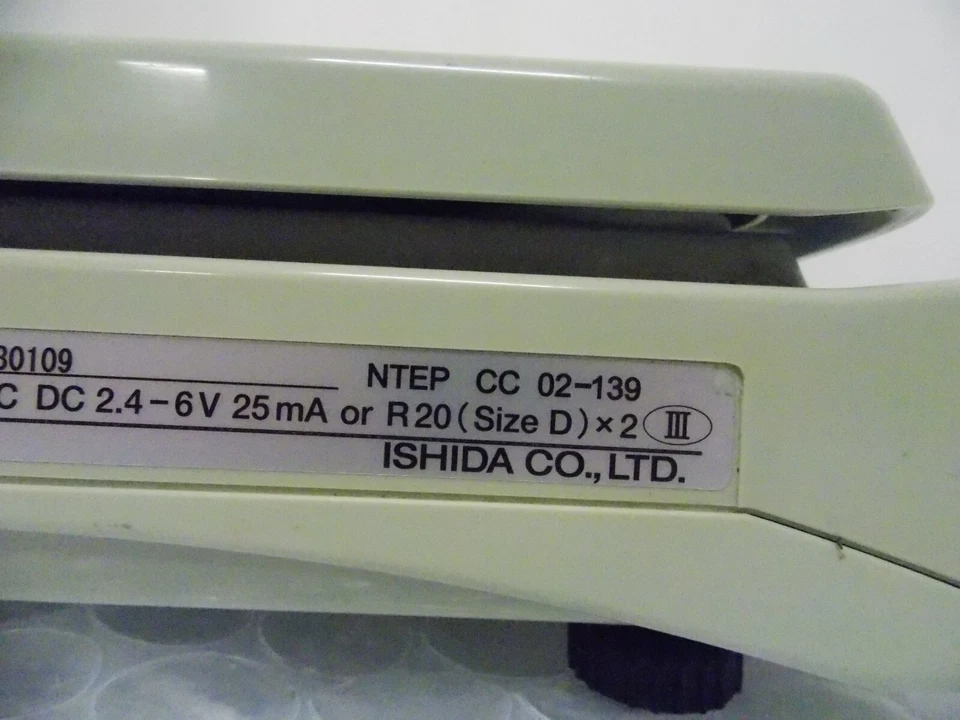 30109
NTEP CC 02-139
C DC 2.4-6V 25mA or R20 (Size D)×2 III
ISHIDA CO.,LTD.